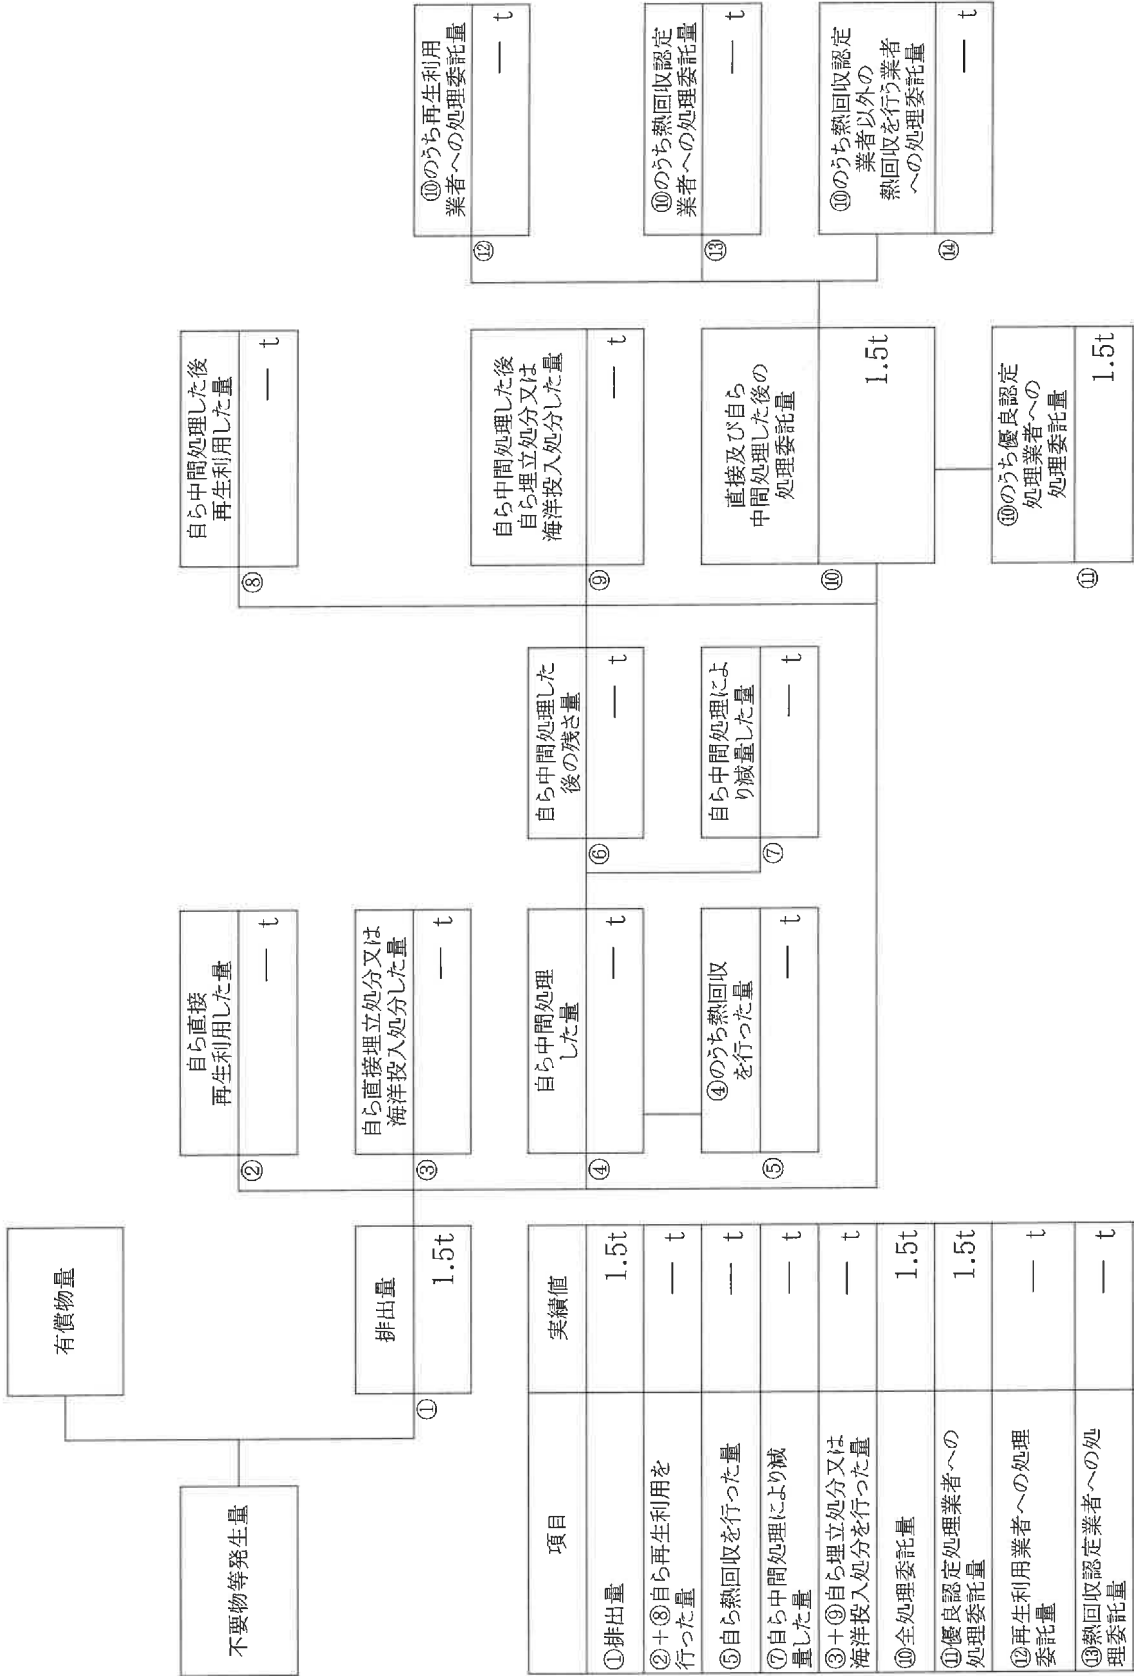 不要物等発生量
有償物量
排出量
①
1.5t
自ら直接
再生利用した量
②
― t
自ら直接埋立処分又は
海洋投入処分した量
③
― t
自ら中間処理
した量
④
― t
④のうち熱回収
を行った量
⑤
― t
自ら中間処理した
後の残さ量
⑥
― t
自ら中間処理によ
り減量した量
⑦
― t
自ら中間処理した後
再生利用した量
⑧
― t
自ら中間処理した後
自ら埋立処分又は
海洋投入処分した量
⑨
― t
直接及び自ら
中間処理した後の
処理委託量
⑩
1.5t
⑩のうち優良認定
処理業者への
処理委託量
⑪
1.5t
⑩のうち再生利用
業者への処理委託量
⑫
― t
⑩のうち熱回収認定
業者への処理委託量
⑬
― t
⑩のうち熱回収認定
業者以外の
熱回収を行う業者
への処理委託量
⑭
― t
項目 実績値
①排出量 1.5t
②+⑧自ら再生利用を
行った量 ― t
⑤自ら熱回収を行った量 ― t
⑦自ら中間処理により減
量した量 ― t
③+⑨自ら埋立処分又は
海洋投入処分を行った量 ― t
⑩全処理委託量 1.5t
⑪優良認定処理業者への
処理委託量 1.5t
⑫再生利用業者への処理
委託量 ― t
⑬熱回収認定業者への処
理委託量 ― t